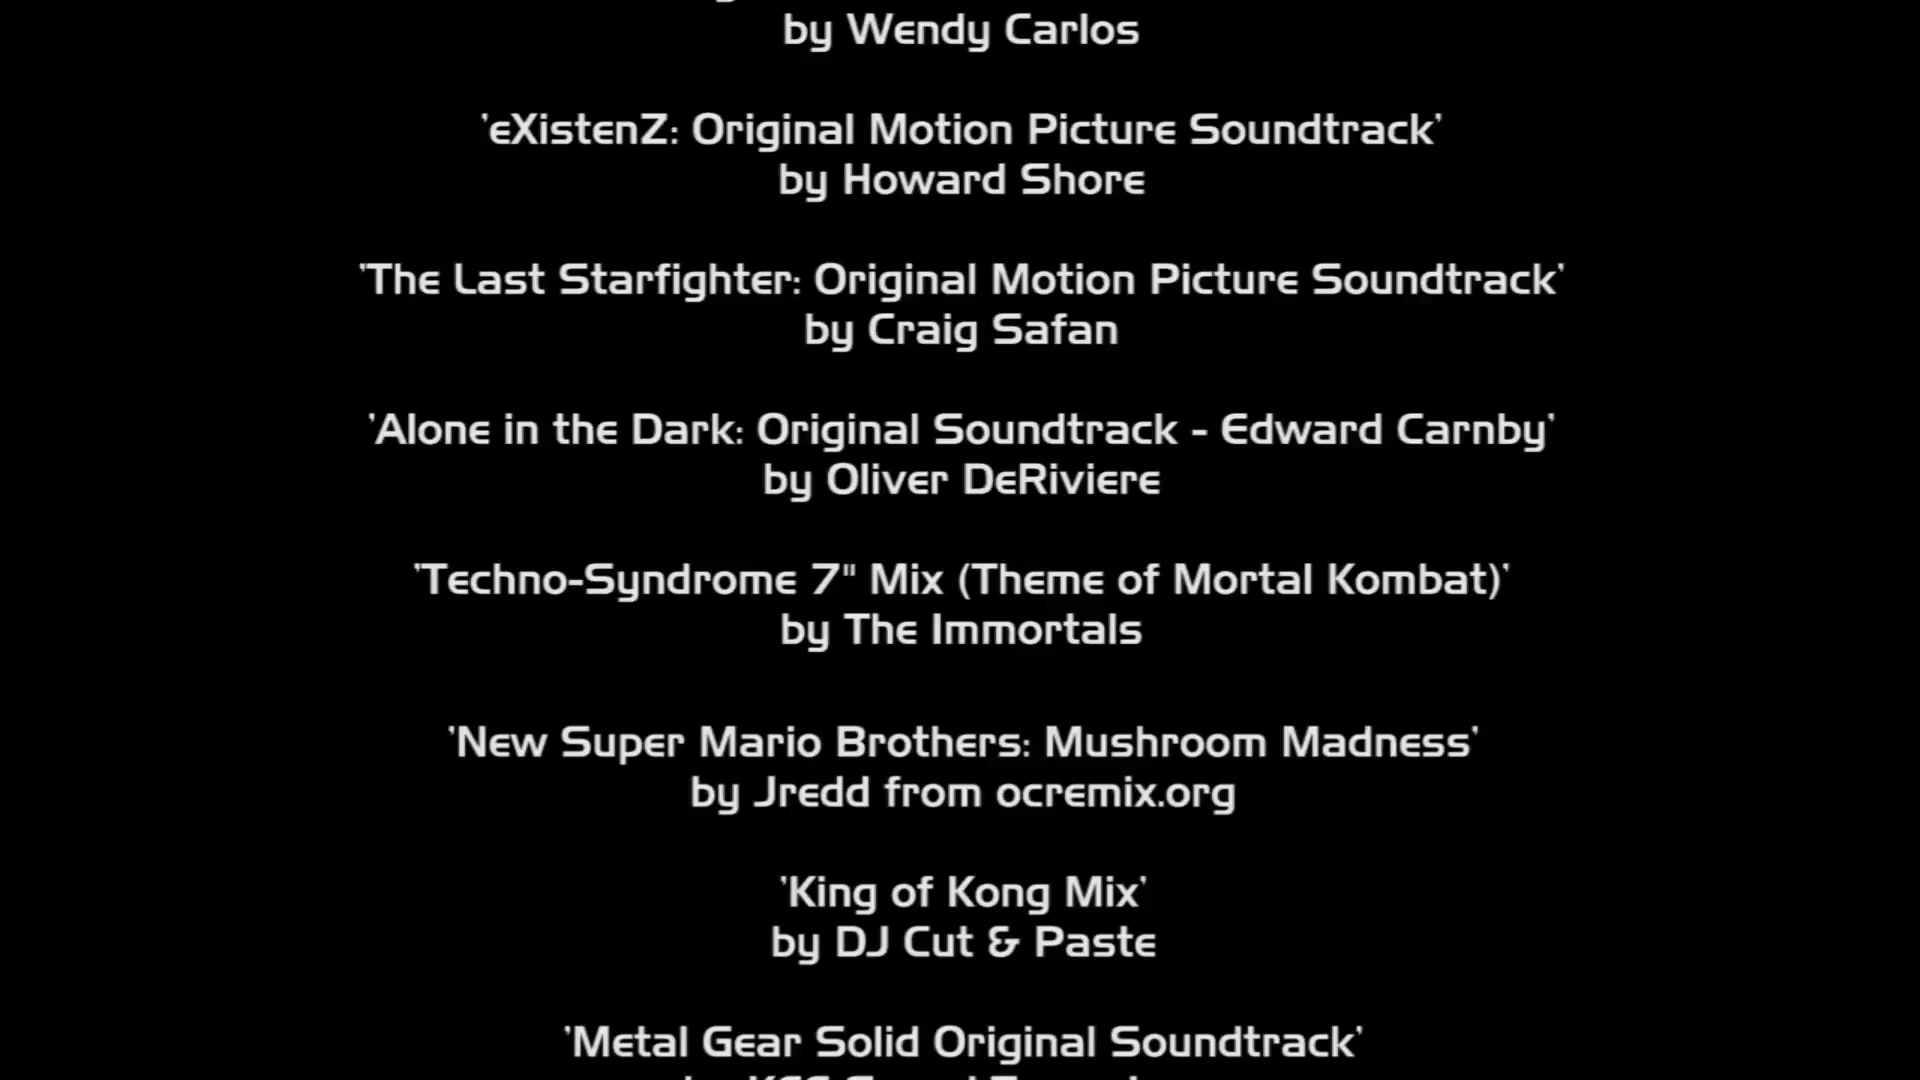 by Wendy Carlos
'eXistenZ: Original Motion Picture Soundtrack'
by Howard Shore
'The Last Starfighter: Original Motion Picture Soundtrack'
by Craig Safan
'Alone in the Dark: Original Soundtrack - Edward Carnby'
by Oliver DeRiviere
'Techno-Syndrome 7" Mix (Theme of Mortal Kombat)'
by The Immortals
'New Super Mario Brothers: Mushroom Madness'
by Jredd from ocremix.org
'King of Kong Mix'
by DJ Cut & Paste
'Metal Gear Solid Original Soundtrack'